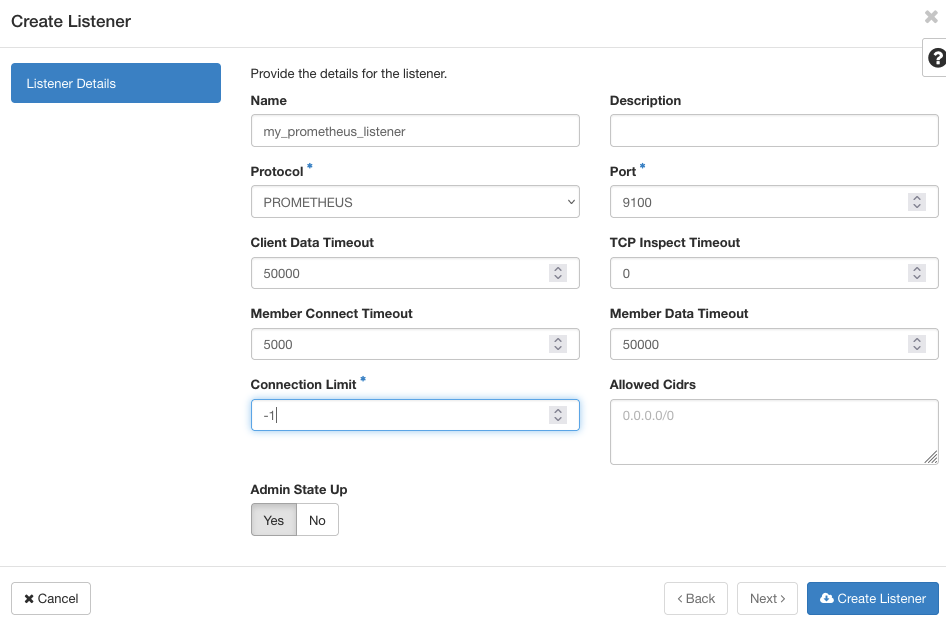 Create Listener
Listener Details
Provide the details for the listener.
Name
Description
my_prometheus_listener
Protocol *
Port *
PROMETHEUS
9100
Client Data Timeout
TCP Inspect Timeout
50000
0
Member Connect Timeout
Member Data Timeout
5000
50000
Connection Limit *
Allowed Cidrs
-1
0.0.0.0/0
Admin State Up
Yes No
Cancel
Back
Next
Create Listener